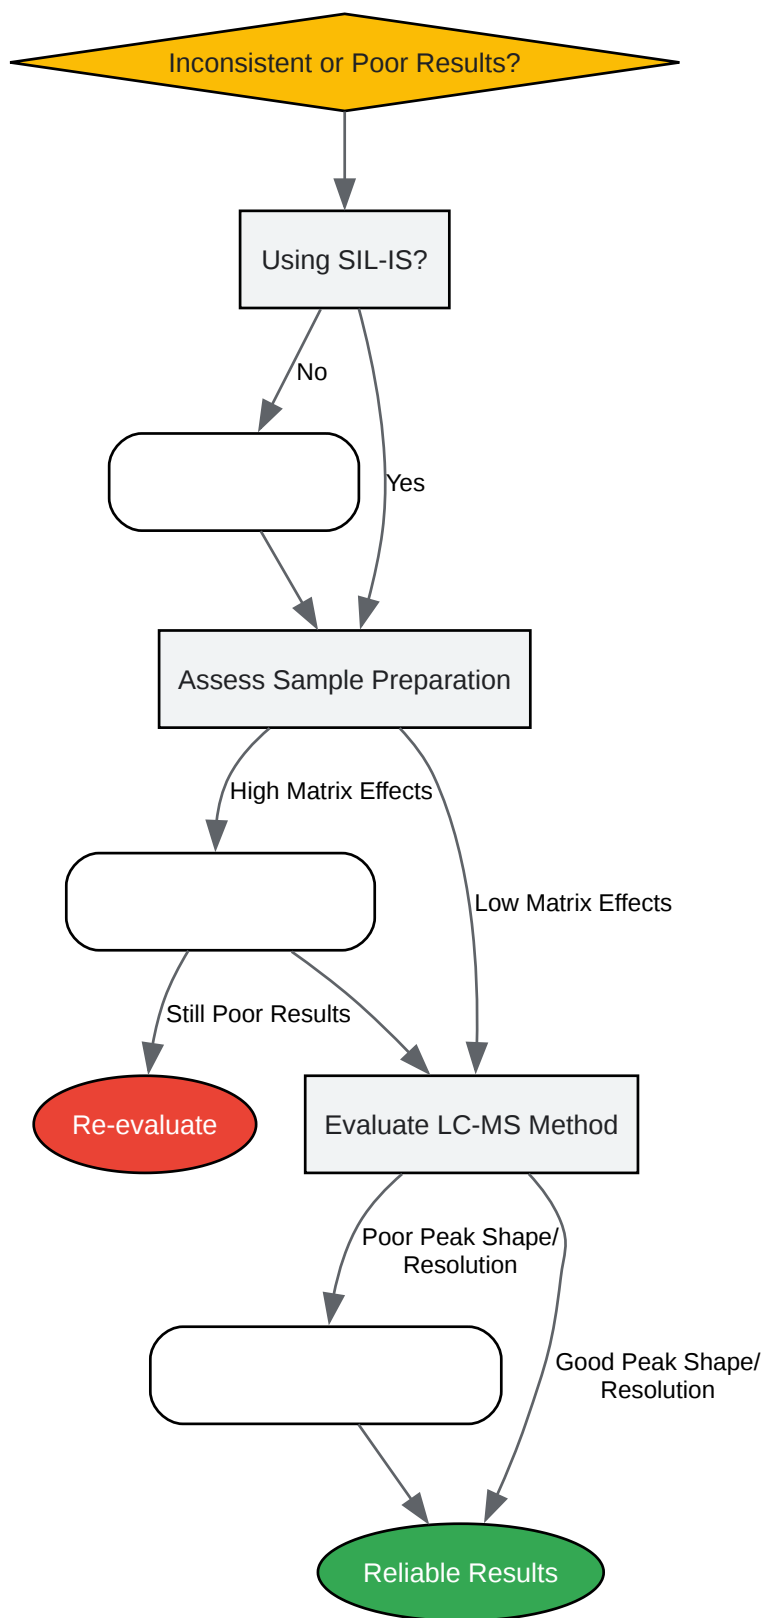 Inconsistent or Poor Results?
Using SIL-IS?
No
Yes
Assess Sample Preparation
High Matrix Effects
Low Matrix Effects
Still Poor Results
Re-evaluate
Evaluate LC-MS Method
Poor Peak Shape/
Resolution
Good Peak Shape/
Resolution
Reliable Results